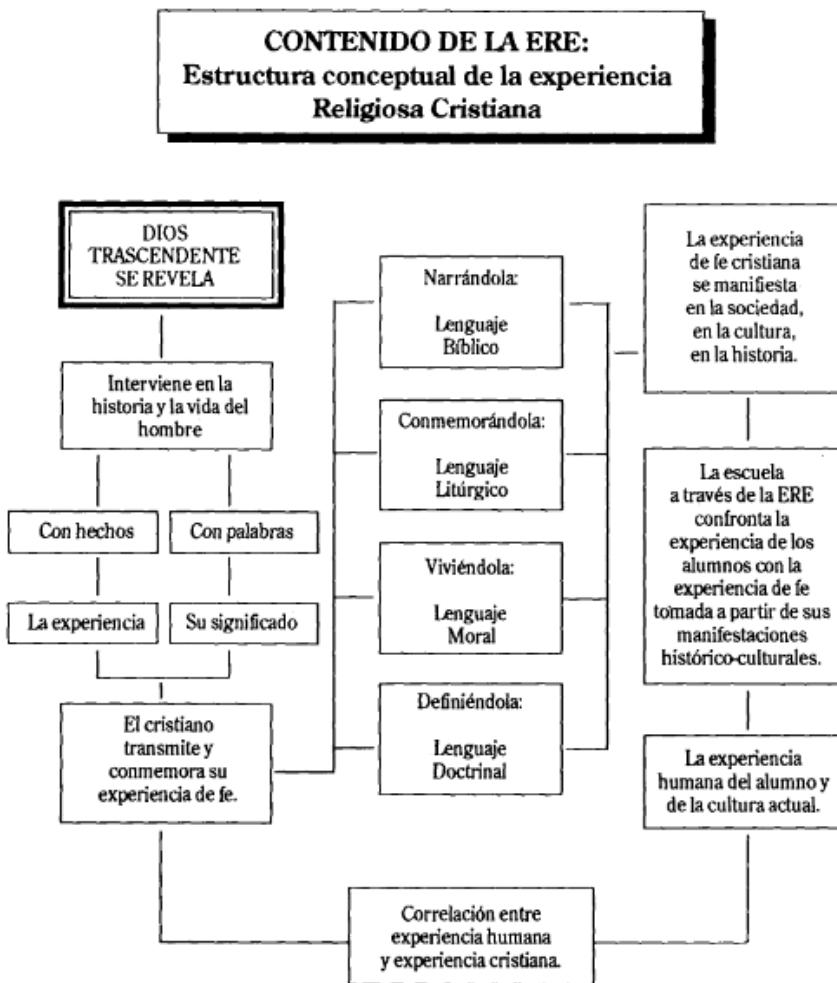 CONTENIDO DE LA ERE:
Estructura conceptual de la experiencia
Religiosa Cristiana
DIOS
TRASCENDENTE
SE REVELA
Interviene en la
historia y la vida del
hombre
Con hechos
Con palabras
La experiencia
Su significado
El cristiano
transmite y
conmemora su
experiencia de fe.
Narrándola:
Lenguaje
Bíblico
Conmemorándola:
Lenguaje
Litúrgico
Viviéndola:
Lenguaje
Moral
Definiéndola:
Lenguaje
Doctrinal
La experiencia
de fe cristiana
se manifiesta
en la sociedad,
en la cultura,
en la historia.
La escuela
a través de la ERE
confronta la
experiencia de los
alumnos con la
experiencia de fe
tomada a partir de sus
manifestaciones
histórico-culturales.
La experiencia
humana del alumno y
de la cultura actual.
Correlación entre
experiencia humana
y experiencia cristiana.